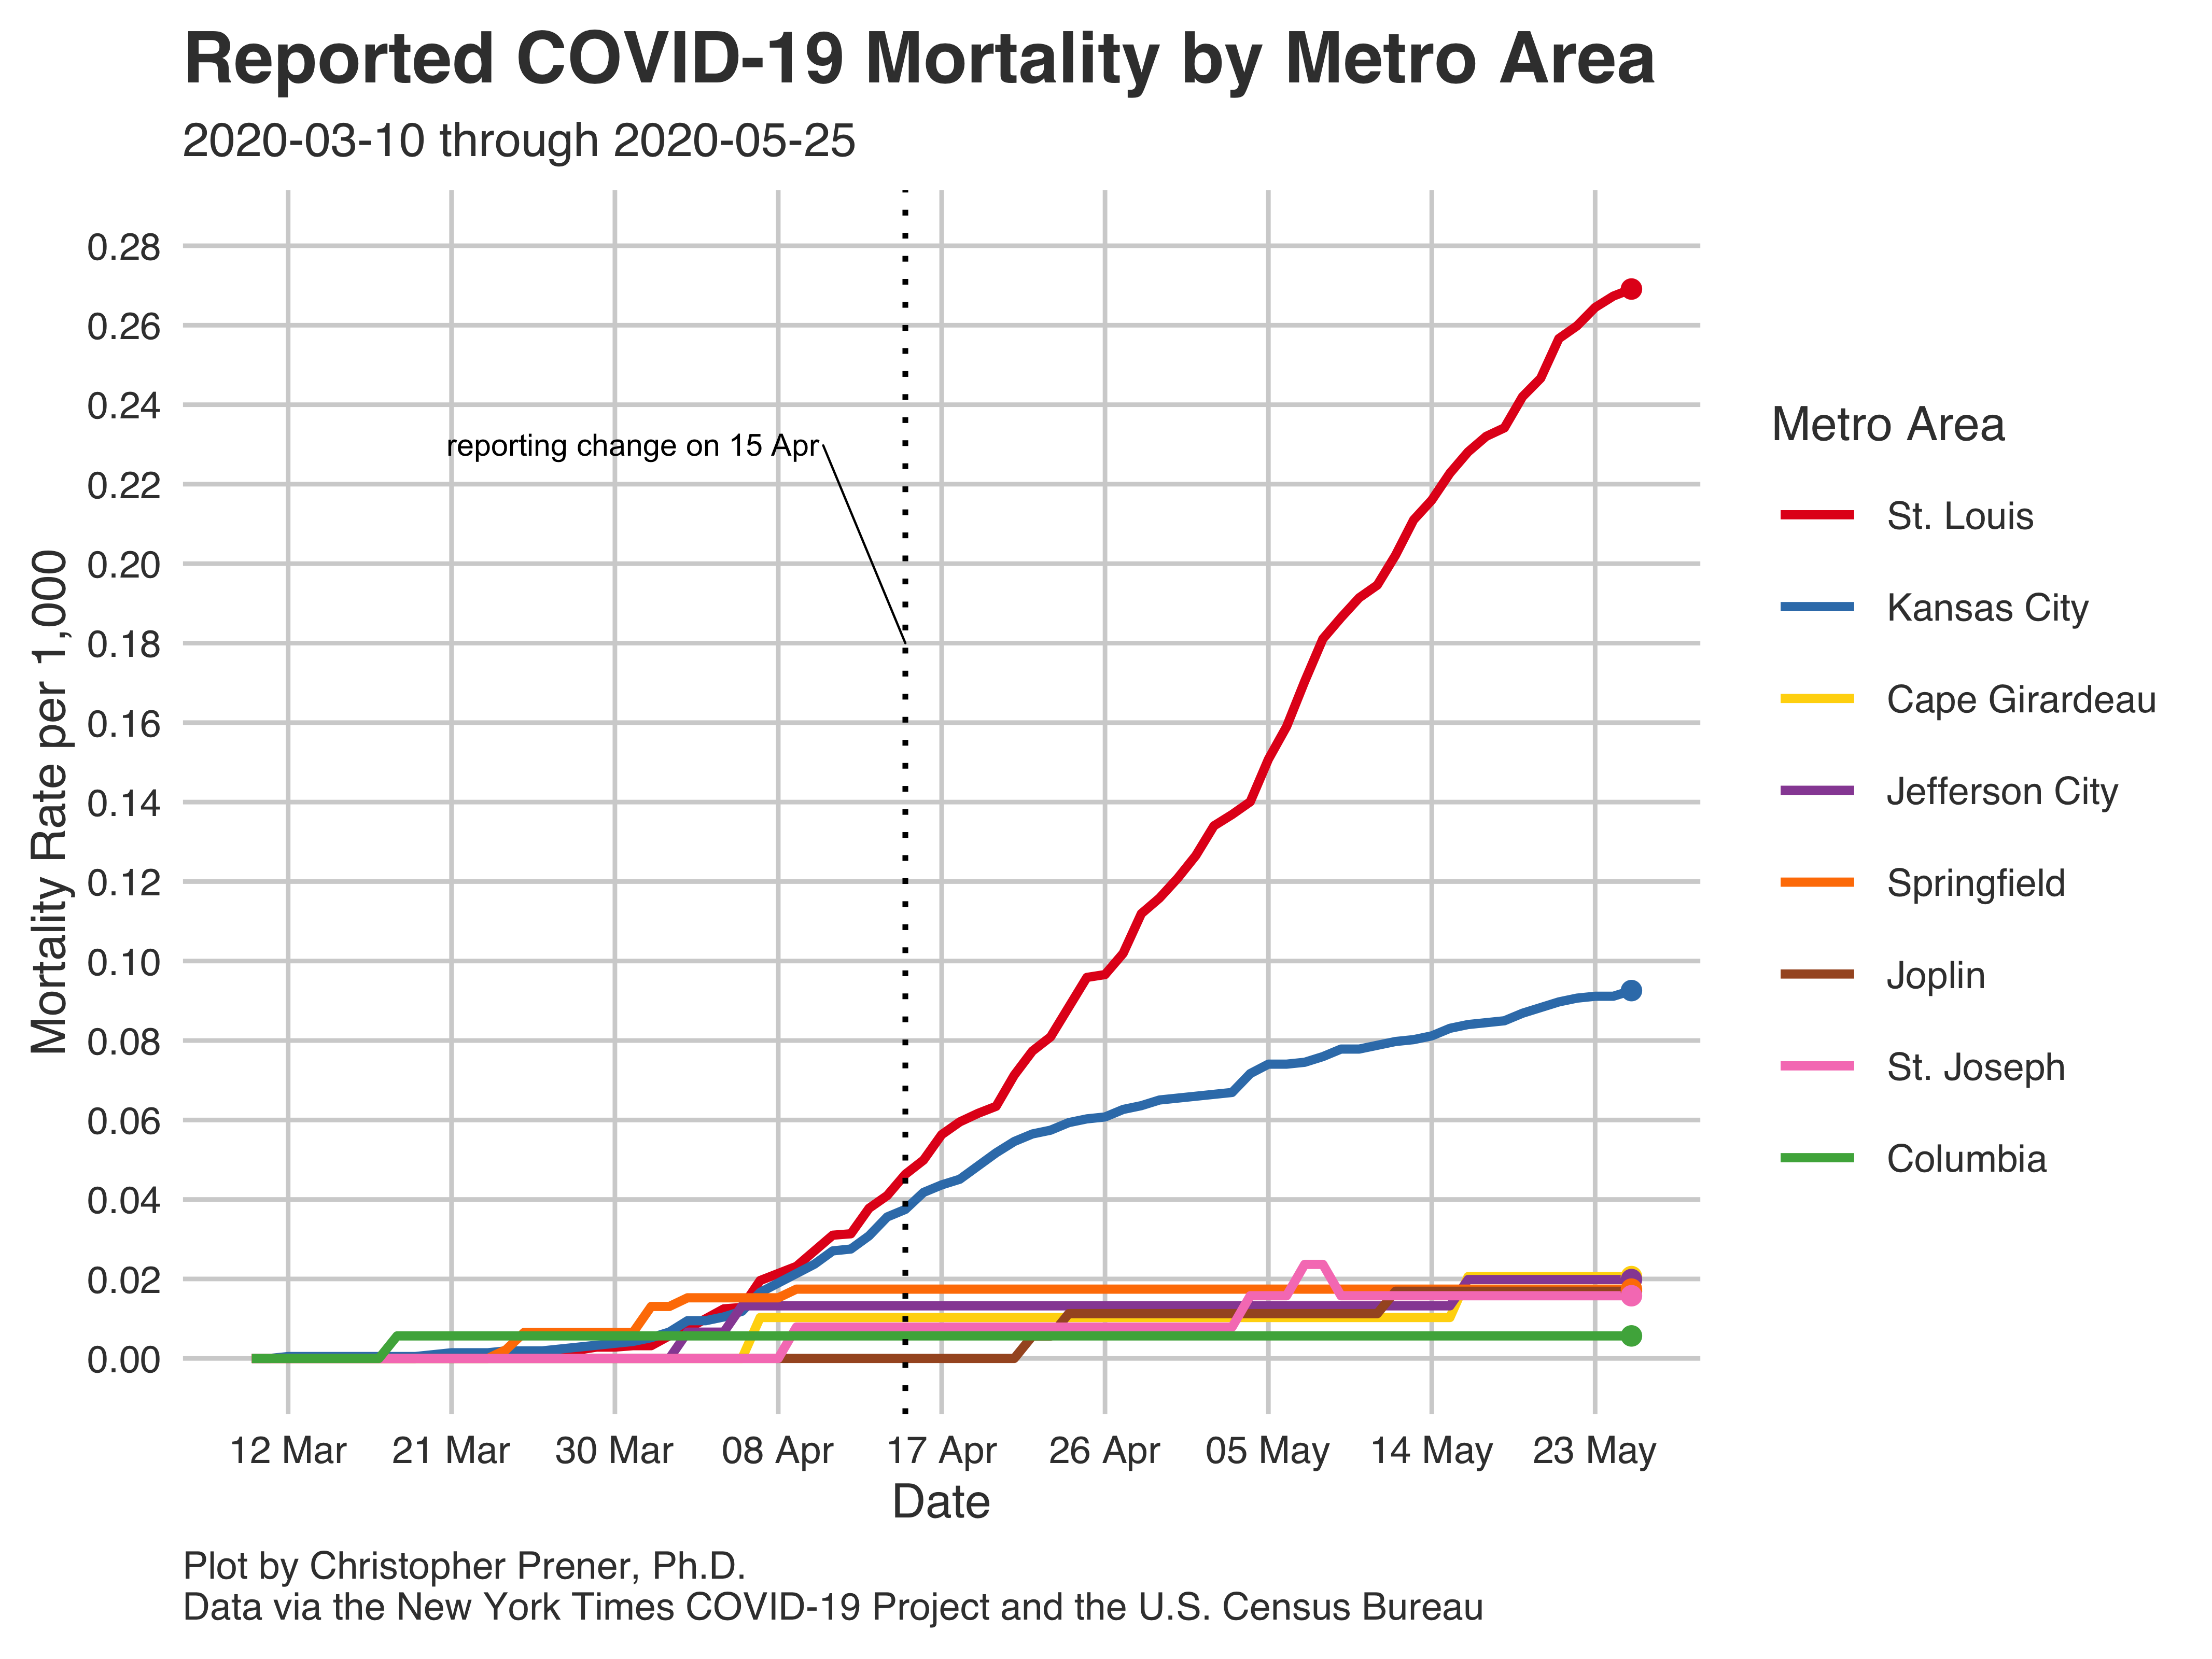 Reported COVID-19 Mortality by Metro Area
2020-03-10 through 2020-05-25
Mortality Rate per 1,000
0.28
0.26
0.24
0.22
0.20
0.18
0.16
0.14
0.12
0.10
0.08
0.06
0.04
0.02
0.00
reporting change on 15 Apr
12 Mar
21 Mar
30 Mar
08 Apr
17 Apr
26 Apr
05 May
14 May
23 May
Date
Metro Area
St. Louis
Kansas City
Cape Girardeau
Jefferson City
Springfield
Joplin
St. Joseph
Columbia
Plot by Christopher Prener, Ph.D.
Data via the New York Times COVID-19 Project and the U.S. Census Bureau